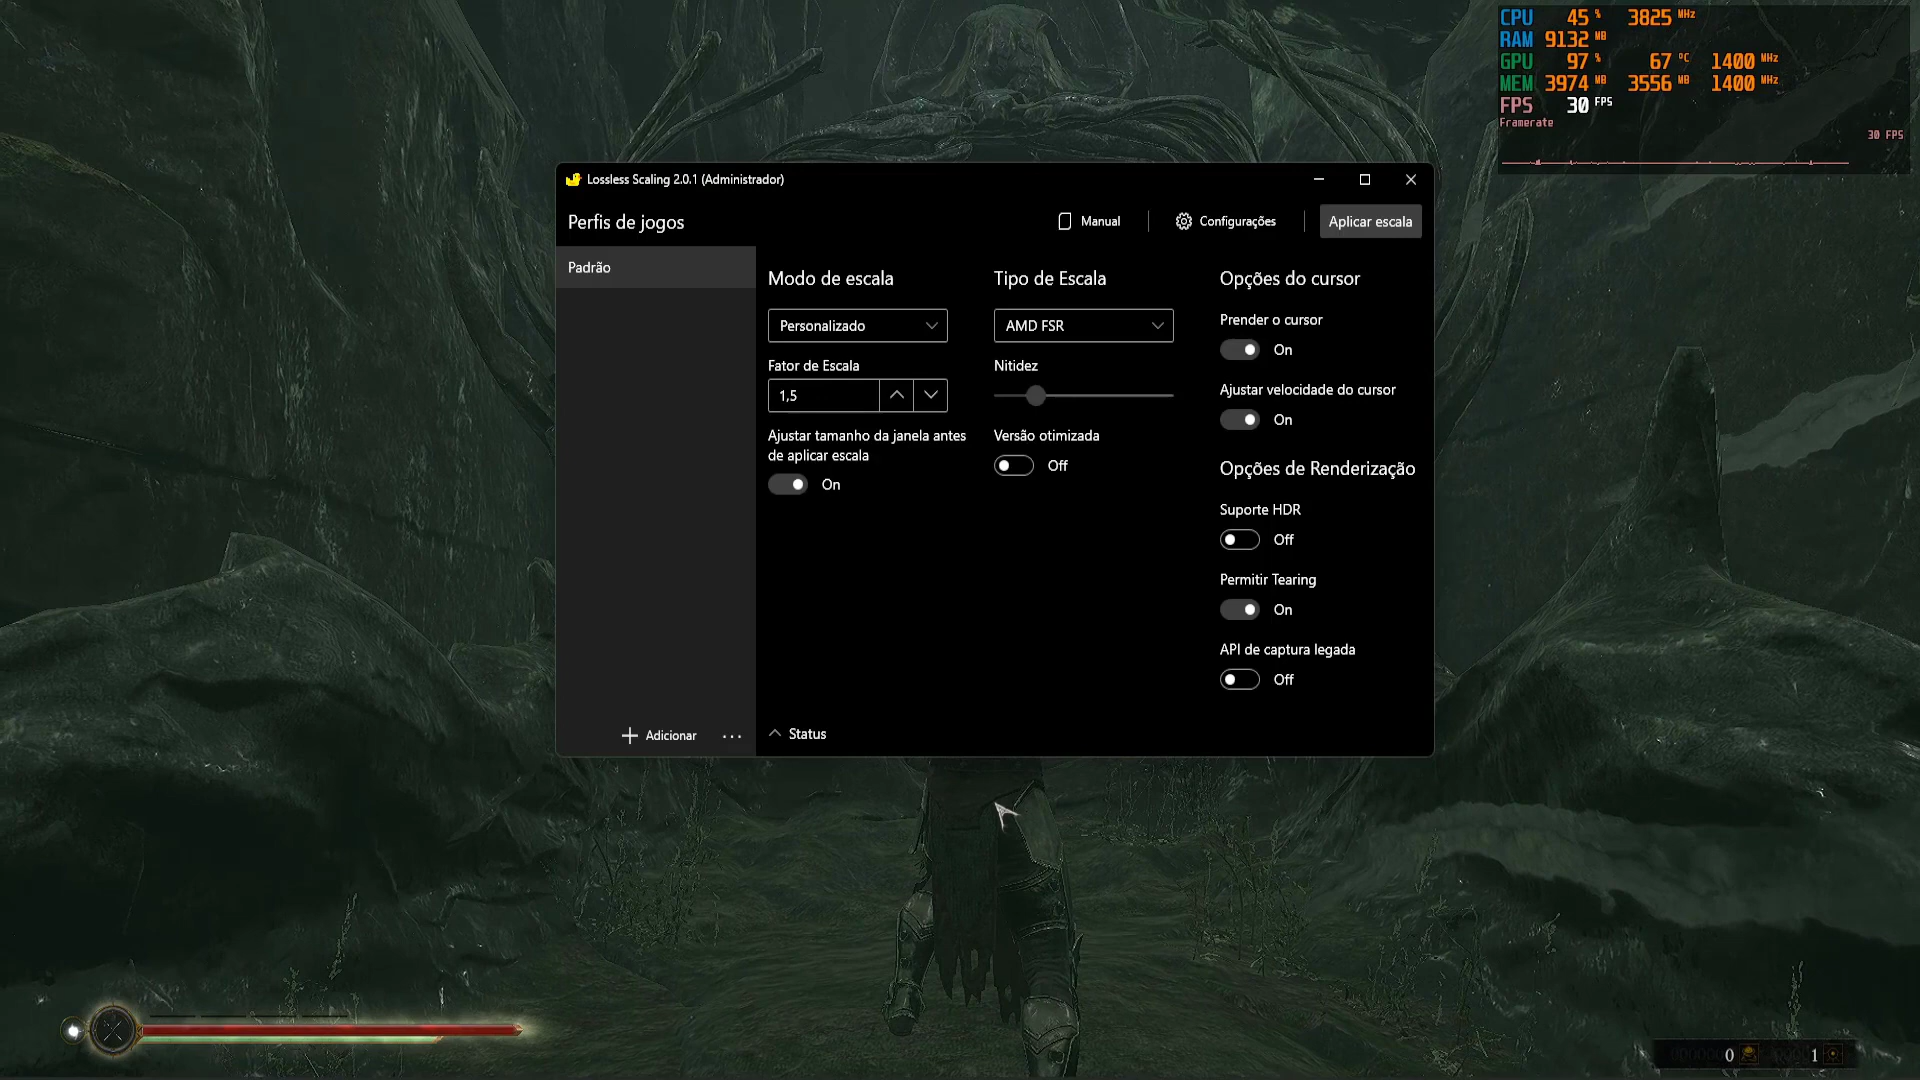 CPU 45 % 3825 MHz
RAM 9132 MB
GPU 97 % 67 °C 1400 MHz
MEM 3974 MB 3556 MB 1400 MHz
FPS 30 FPS
Framerate
30 FPS
Lossless Scaling 2.0.1 (Administrador)
Perfis de jogos
Manual
Configurações
Aplicar escala
Padrão
Modo de escala
Personalizado
Fator de Escala
1,5
Ajustar tamanho da janela antes
de aplicar escala
On
Tipo de Escala
AMD FSR
Nitidez
Versão otimizada
Off
Opções do cursor
Prender o cursor
On
Ajustar velocidade do cursor
On
Opções de Renderização
Suporte HDR
Off
Permitir Tearing
On
API de captura legada
Off
Adicionar
...
Status
0
1